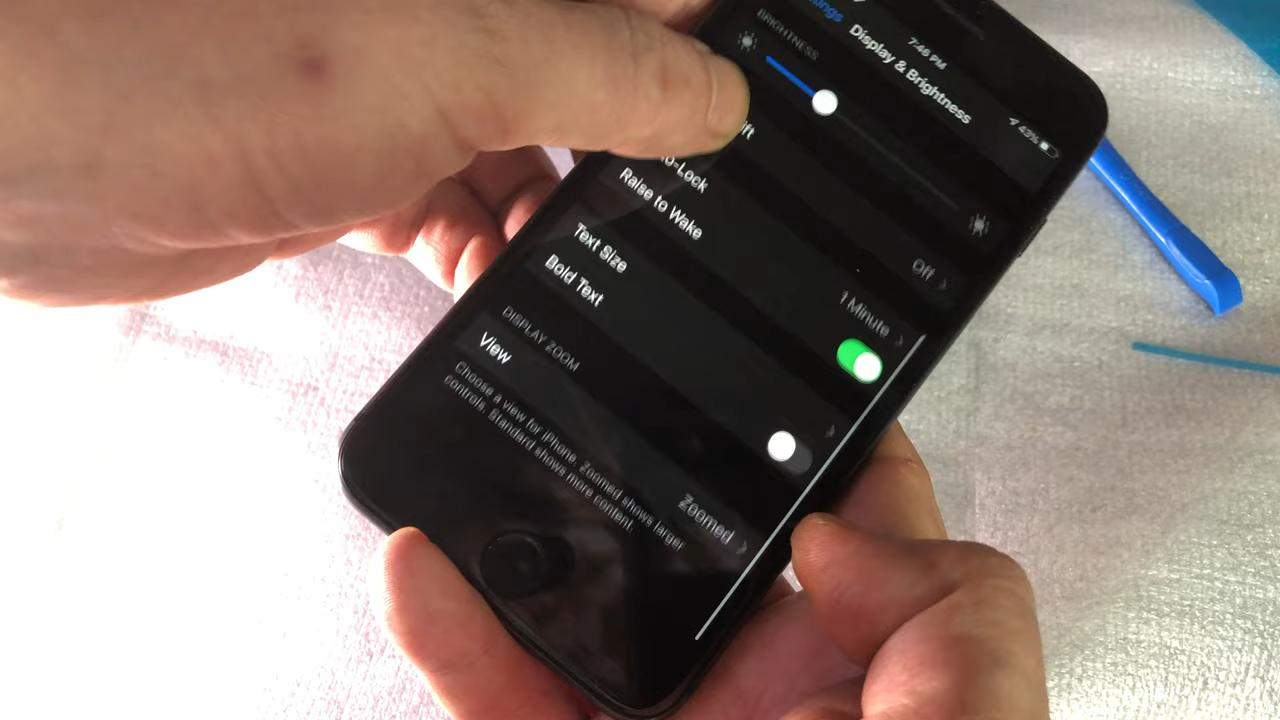 7:46 PM
43%
Display & Brightness
BRIGHTNESS
Off
1 Minute
Raise to Wake
Text Size
Bold Text
DISPLAY ZOOM
View
Zoomed
Choose a view for iPhone. Zoomed shows larger
controls. Standard shows more content.